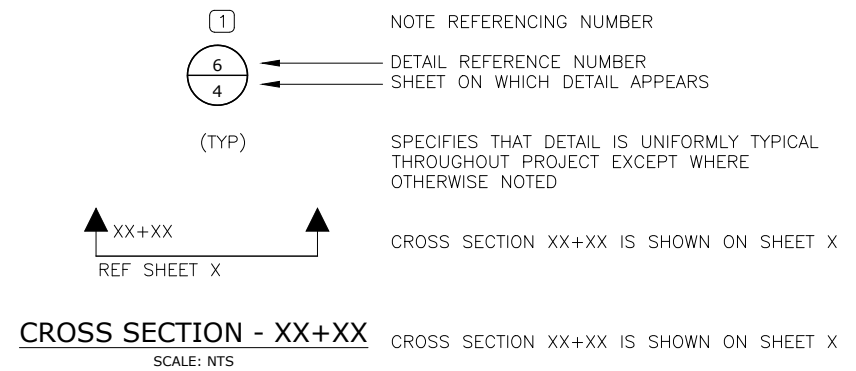 1 NOTE REFERENCING NUMBER
6 DETAIL REFERENCE NUMBER
4 SHEET ON WHICH DETAIL APPEARS
(TYP) SPECIFIES THAT DETAIL IS UNIFORMLY TYPICAL
THROUGHOUT PROJECT EXCEPT WHERE
OTHERWISE NOTED
XX+XX
REF SHEET X
CROSS SECTION XX+XX IS SHOWN ON SHEET X
CROSS SECTION - XX+XX
SCALE: NTS
CROSS SECTION XX+XX IS SHOWN ON SHEET X